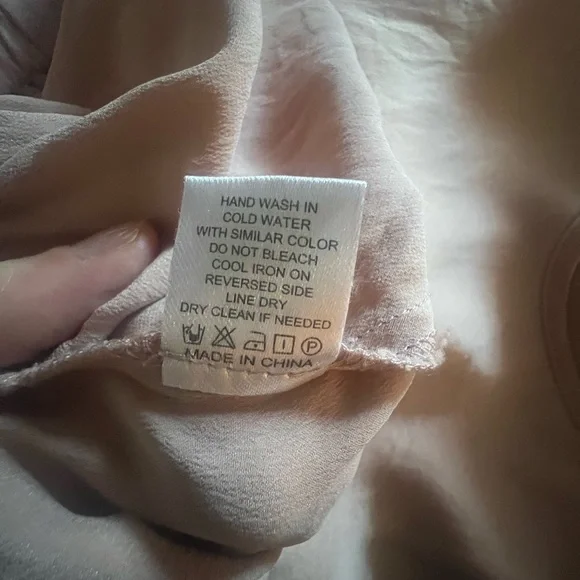 HAND WASH IN
COLD WATER
WITH SIMILAR COLOR
DO NOT BLEACH
COOL IRON ON
REVERSED SIDE
LINE DRY
DRY CLEAN IF NEEDED
P
MADE IN CHINA